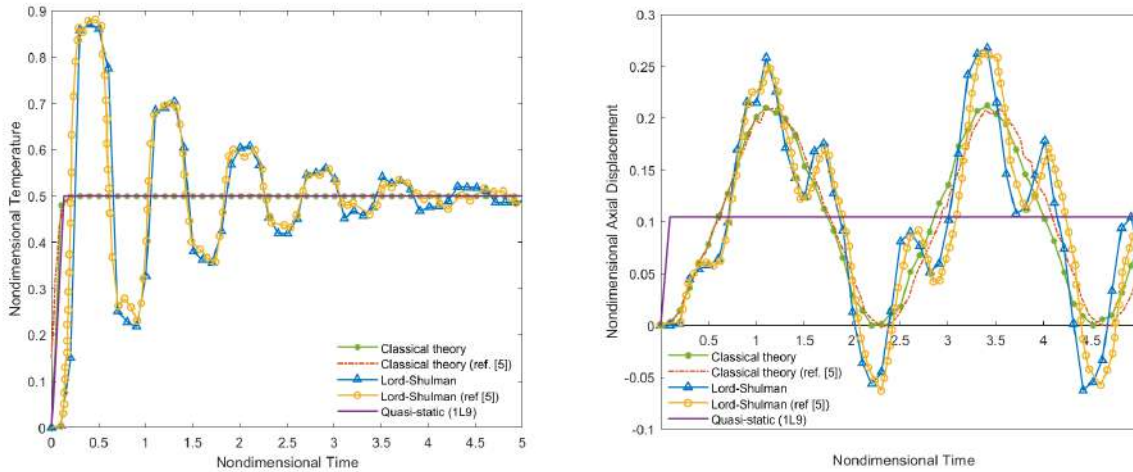 0.9
0.8
0.7
0.6
0.5
0.4
0.3
0.2
0.1
0
Nondimensional Temperature
Classical theory
Classical theory (ref. [5])
Lord-Shulman
Lord-Shulman (ref [5])
Quasi-static (1L9)
0 0.5 1 1.5 2 2.5 3 3.5 4 4.5 5
Nondimensional Time
0.3
0.25
0.2
0.15
0.1
0.05
0
-0.05
-0.1
Nondimensional Axial Displacement
0.5 1 1.5 2 2.5 3 3.5 4 4.5
Classical theory
Classical theory (ref. [5])
Lord-Shulman
Lord-Shulman (ref [5])
Quasi-static (1L9)
Nondimensional Time